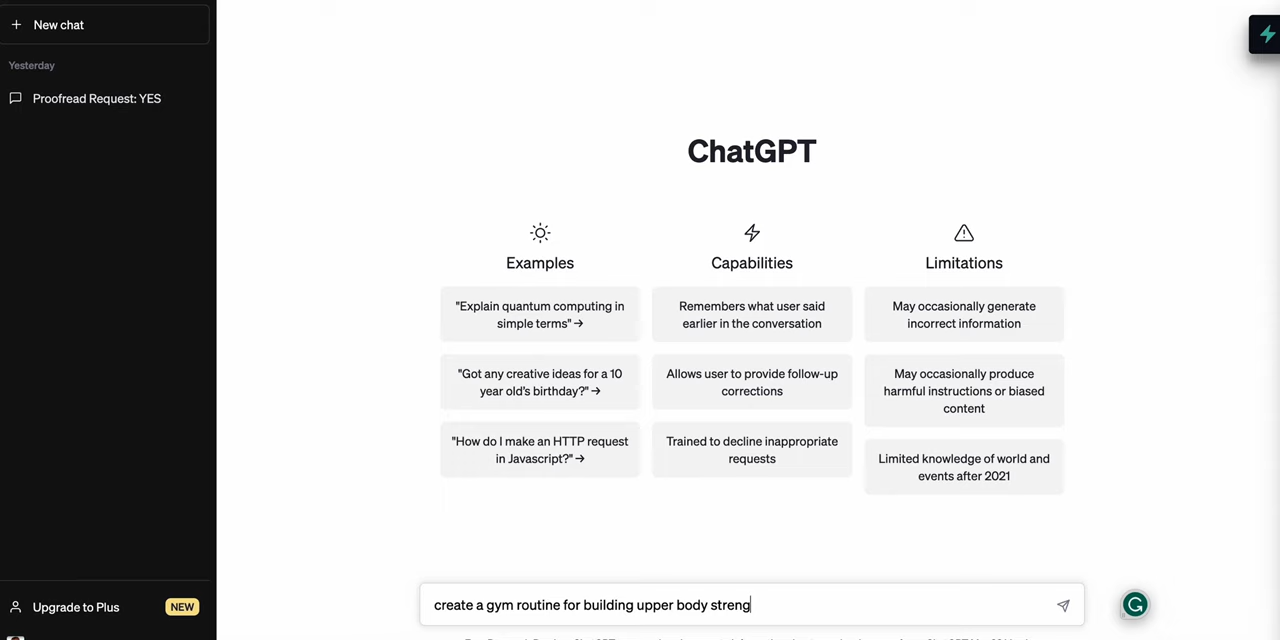 New chat
Yesterday
Proofread Request: YES
Upgrade to Plus
NEW
ChatGPT
Examples
"Explain quantum computing in
simple terms" →
"Got any creative ideas for a 10
year old's birthday?" →
"How do I make an HTTP request
in Javascript?" →
Capabilities
Remembers what user said
earlier in the conversation
Allows user to provide follow-up
corrections
Trained to decline inappropriate
requests
Limitations
May occasionally generate
incorrect information
May occasionally produce
harmful instructions or biased
content
Limited knowledge of world and
events after 2021
create a gym routine for building upper body streng